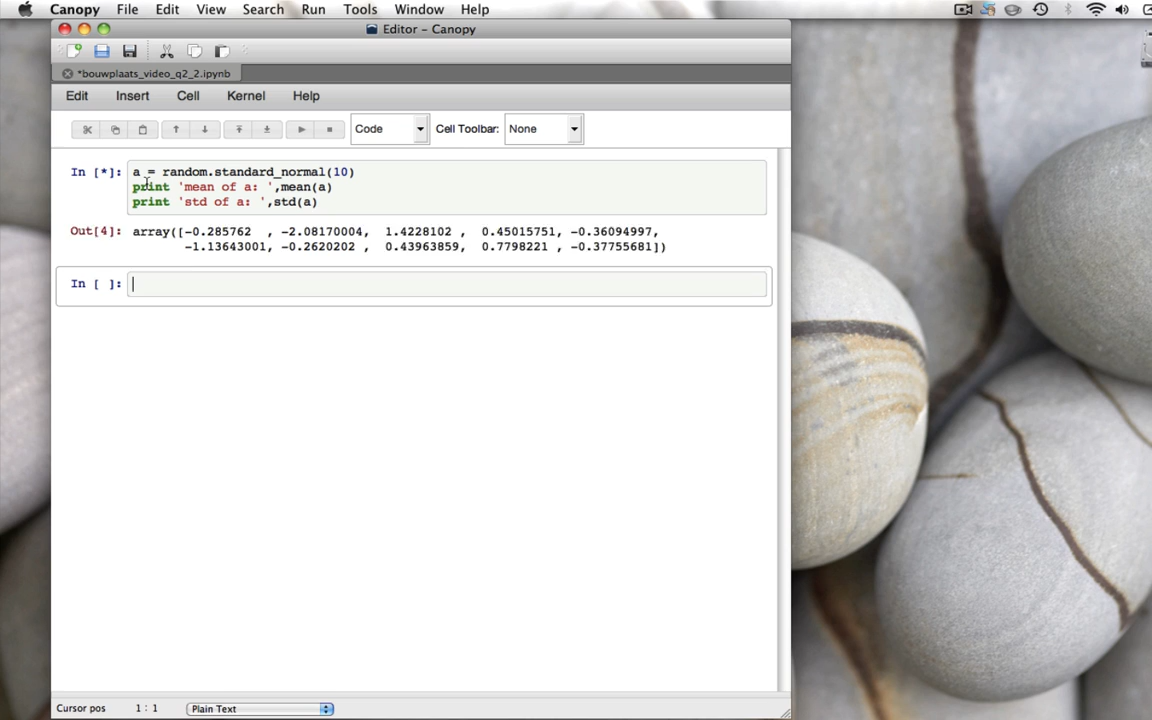 Canopy File Edit View Search Run Tools Window Help
Editor – Canopy
*bouwplaats_video_q2_2.ipynb
Edit Insert Cell Kernel Help
Code Cell Toolbar: None
In [*]: a = random.standard_normal(10)
print 'mean of a: ',mean(a)
print 'std of a: ',std(a)
Out[4]: array([-0.285762  , -2.08170004,  1.4228102 ,  0.45015751, -0.36094997,
-1.13643001, -0.2620202 ,  0.43963859,  0.7798221 , -0.37755681])
In [ ]:
Cursor pos 1 : 1 Plain Text